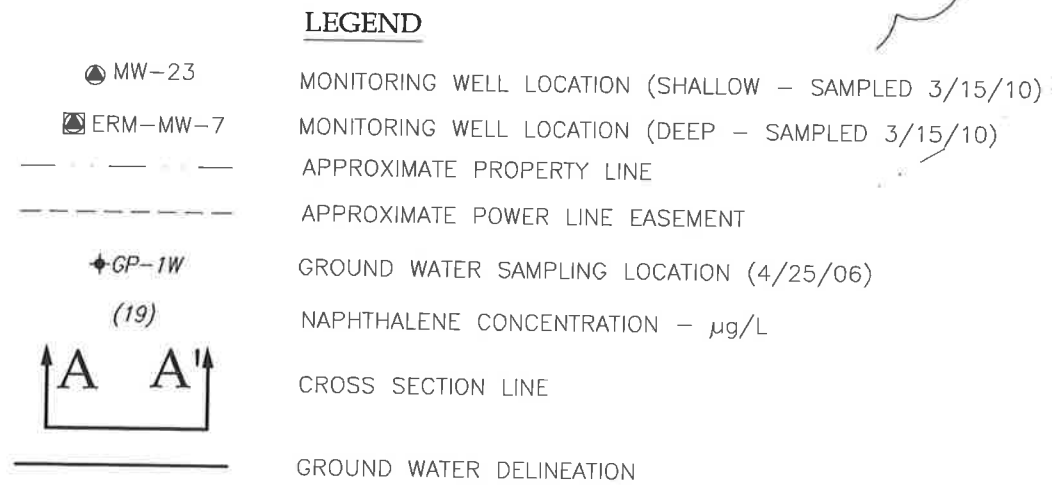 LEGEND
MW-23 MONITORING WELL LOCATION (SHALLOW – SAMPLED 3/15/10)
ERM-MW-7 MONITORING WELL LOCATION (DEEP – SAMPLED 3/15/10)
APPROXIMATE PROPERTY LINE
APPROXIMATE POWER LINE EASEMENT
GP-1W GROUND WATER SAMPLING LOCATION (4/25/06)
(19) NAPHTHALENE CONCENTRATION – µg/L
A A' CROSS SECTION LINE
GROUND WATER DELINEATION